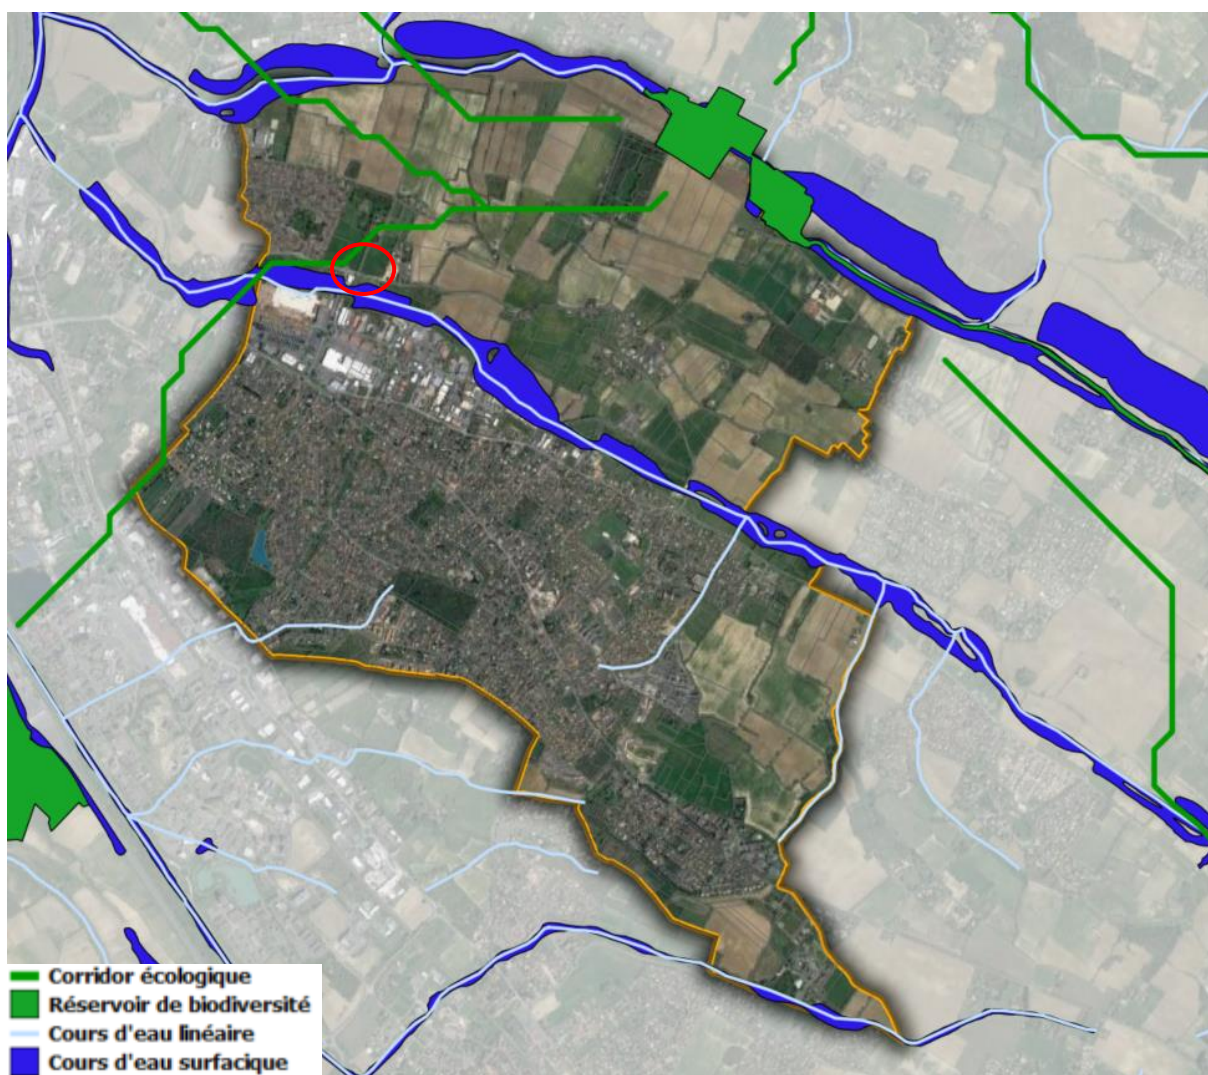 Corridor écologique
Réservoir de biodiversité
Cours d'eau linéaire
Cours d'eau surfacique